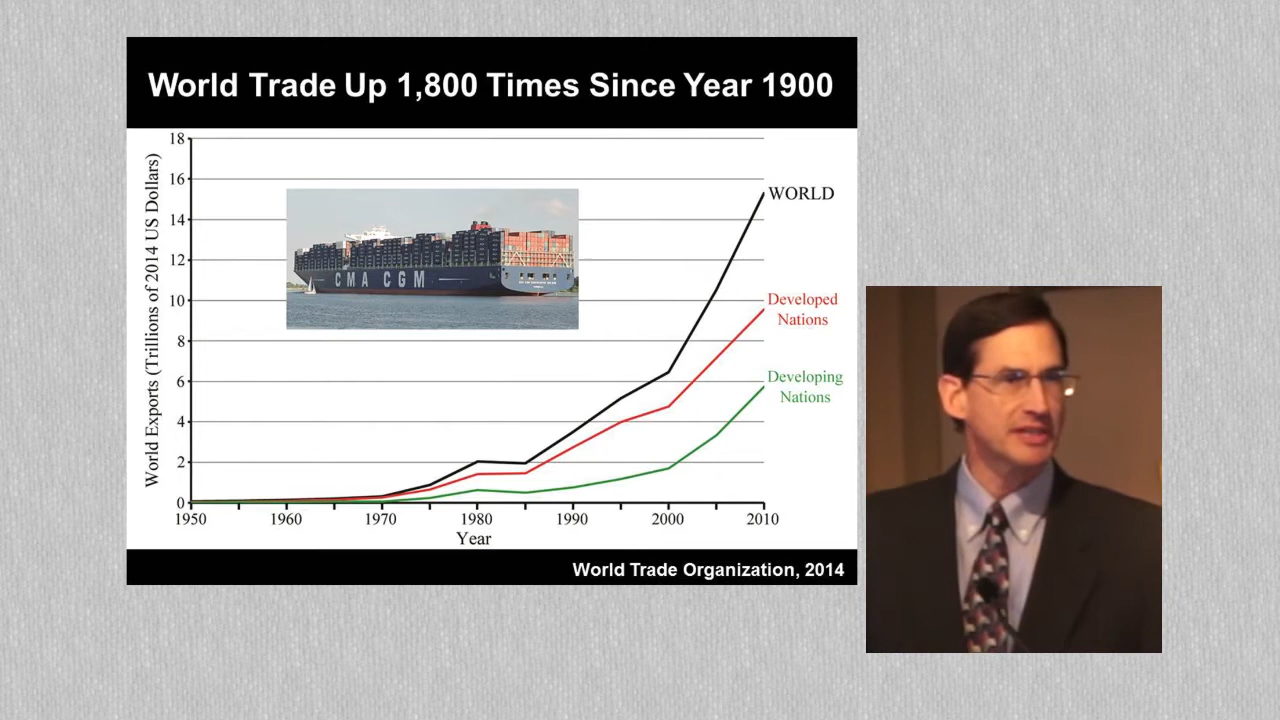 World Trade Up 1,800 Times Since Year 1900
World Exports (Trillions of 2014 US Dollars)
18
16
14
12
10
8
6
4
2
0
CMA CGM
WORLD
Developed
Nations
Developing
Nations
1950
1960
1970
1980
1990
2000
2010
Year
World Trade Organization, 2014